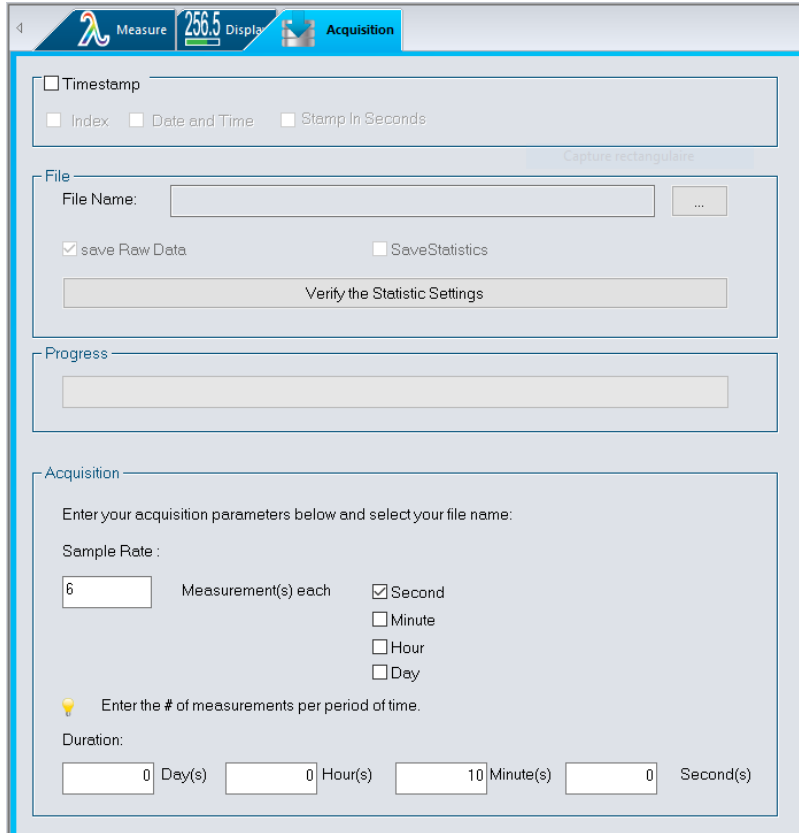 Measure 256.5 Displa Acquisition
Timestamp
Index Date and Time Stamp In Seconds
Capture rectangulaire
File
File Name: ...
save Raw Data SaveStatistics
Verify the Statistic Settings
Progress
Acquisition
Enter your acquisition parameters below and select your file name:
Sample Rate :
6 Measurement(s) each Second
Minute
Hour
Day
Enter the # of measurements per period of time.
Duration:
0 Day(s) 0 Hour(s) 10 Minute(s) 0 Second(s)